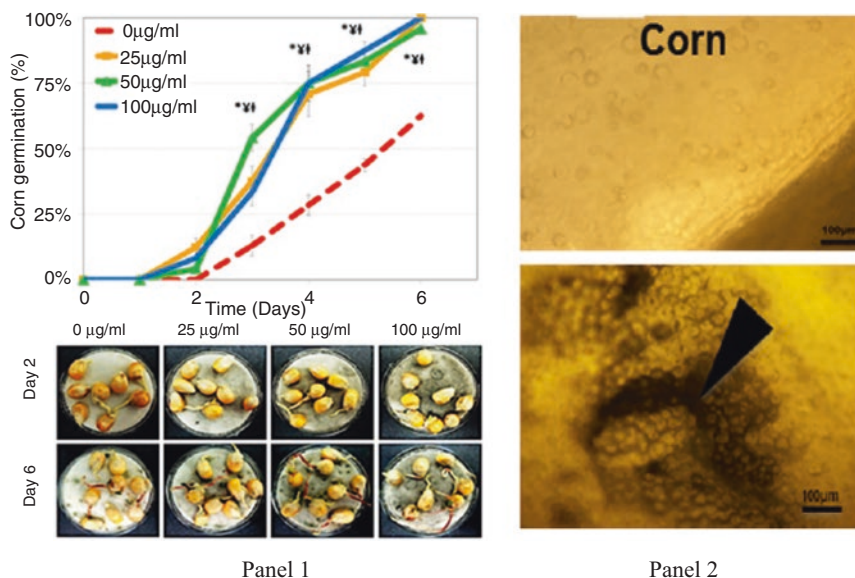 100%
75%
50%
25%
0%
Corn germination (%)
0µg/ml
25µg/ml
50µg/ml
100µg/ml
*¥ƚ
*¥ƚ
*¥ƚ
*¥ƚ
0
2
4
6
Time (Days)
0 µg/ml
25 µg/ml
50 µg/ml
100 µg/ml
Day 2
Day 6
Panel 1
Corn
100µm
100µm
Panel 2